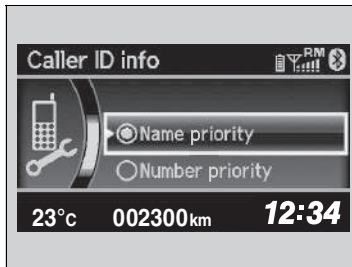 Caller ID info
RM
Name priority
Number priority
23°c 002300km 12:34